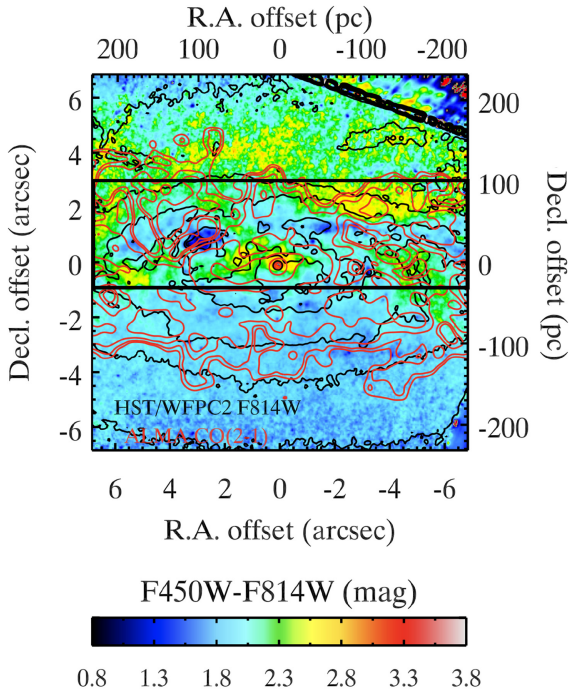 R.A. offset (pc)
200 100 0 -100 -200
6
4
2
0
-2
-4
-6
Decl. offset (arcsec)
200
100
0
-100
-200
Decl. offset (pc)
HST/WFPC2 F814W
ALMA CO(2-1)
6 4 2 0 -2 -4 -6
R.A. offset (arcsec)
F450W-F814W (mag)
0.8 1.3 1.8 2.3 2.8 3.3 3.8